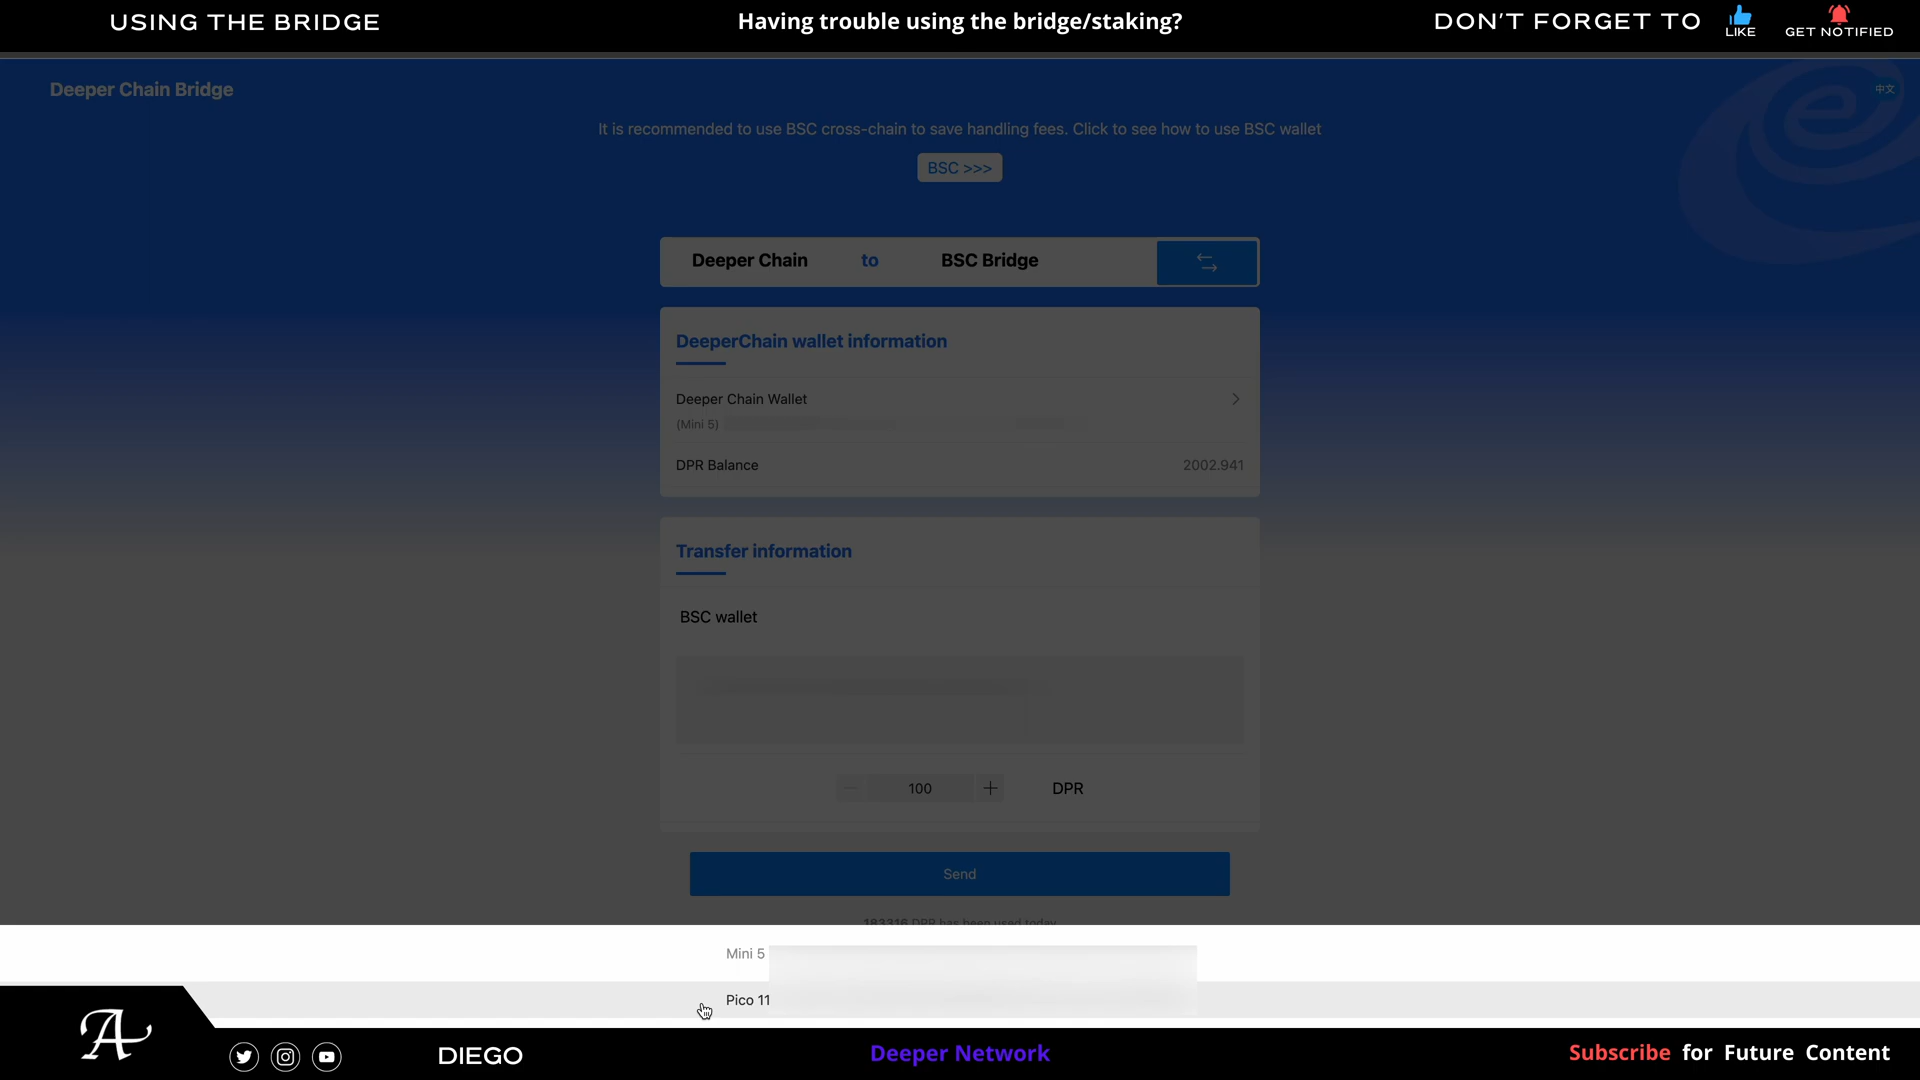 USING THE BRIDGE
Having trouble using the bridge/staking?
DON'T FORGET TO
LIKE
GET NOTIFIED
Deeper Chain Bridge
中文
It is recommended to use BSC cross-chain to save handling fees. Click to see how to use BSC wallet
BSC >>>
Deeper Chain to BSC Bridge
DeeperChain wallet information
Deeper Chain Wallet
(Mini 5)
DPR Balance 2002.941
Transfer information
BSC wallet
100 DPR
Send
183316 DPR has been used today
Mini 5
Pico 11
A
DIEGO
Deeper Network
Subscribe for Future Content